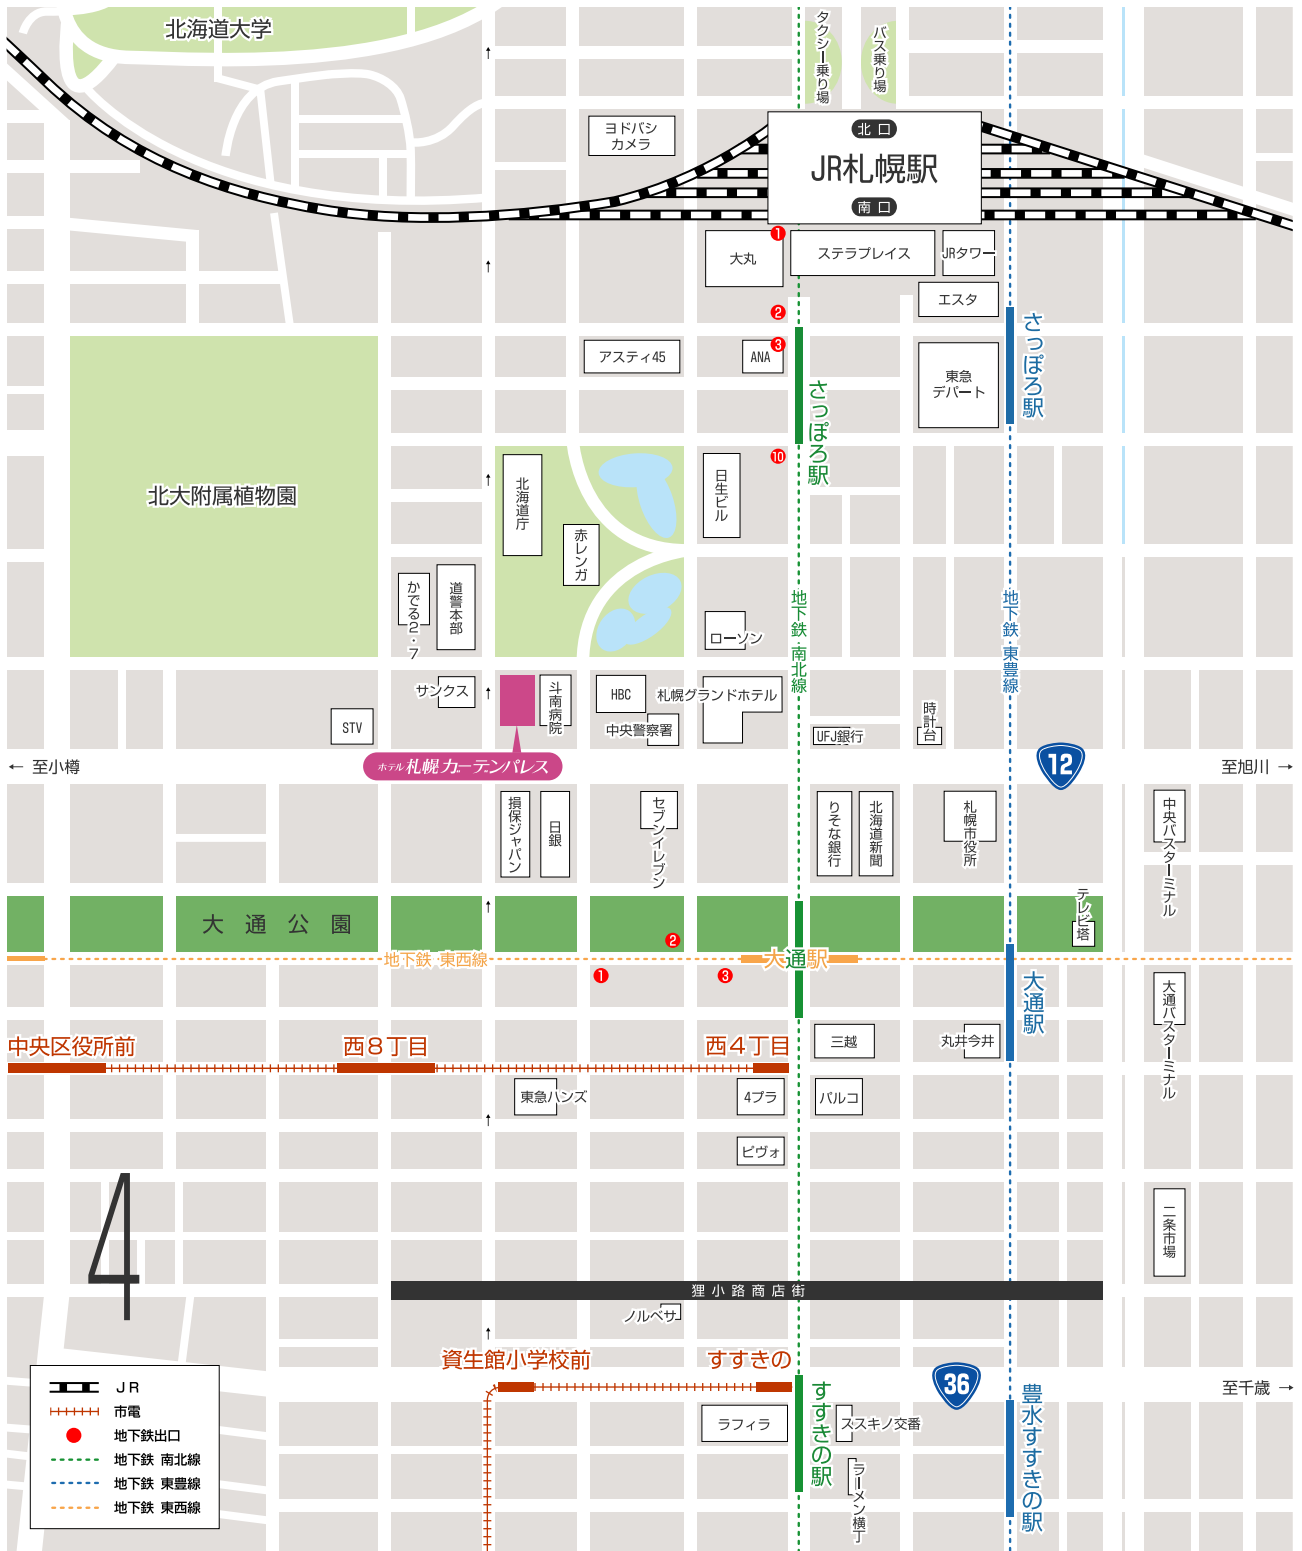 北海道大学
タクシー乗り場
バス乗り場
ヨドバシ
カメラ
北口
JR札幌駅
南口
1
大丸
ステラプレイス
JRタワー
2
エスタ
さっぽろ駅
アスティ45
ANA
3
東急
デパート
さっぽろ駅
10
北大附属植物園
北海道庁
赤レンガ
日生ビル
かでる2・7
道警本部
ローソン
地下鉄・南北線
地下鉄・東豊線
サンクス
斗南病院
HBC
札幌グランドホテル
STV
中央警察署
UFJ銀行
時計台
← 至小樽
ホテル札幌ガーデンパレス
12
至旭川 →
損保ジャパン
日銀
セブンイレブン
りそな銀行
北海道新聞
札幌市役所
中央バスターミナル
大通公園
テレビ塔
2
地下鉄 東西線
大通駅
1
3
大通駅
大通バスターミナル
中央区役所前
西8丁目
西4丁目
三越
丸井今井
東急ハンズ
4プラ
パルコ
ピヴォ
4
二条市場
狸小路商店街
ノルベサ
資生館小学校前
すすきの
36
至千歳 →
すすきの駅
豊水すすきの駅
ラフィラ
ススキノ交番
ラーメン横丁
JR
市電
地下鉄出口
地下鉄 南北線
地下鉄 東豊線
地下鉄 東西線